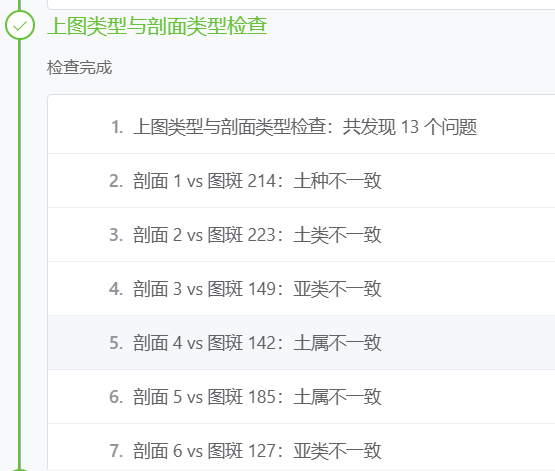 上图类型与剖面类型检查
检查完成
1. 上图类型与剖面类型检查：共发现 13 个问题
2. 剖面 1 vs 图斑 214：土种不一致
3. 剖面 2 vs 图斑 223：土类不一致
4. 剖面 3 vs 图斑 149：亚类不一致
5. 剖面 4 vs 图斑 142：土属不一致
6. 剖面 5 vs 图斑 185：土属不一致
7. 剖面 6 vs 图斑 127：亚类不一致